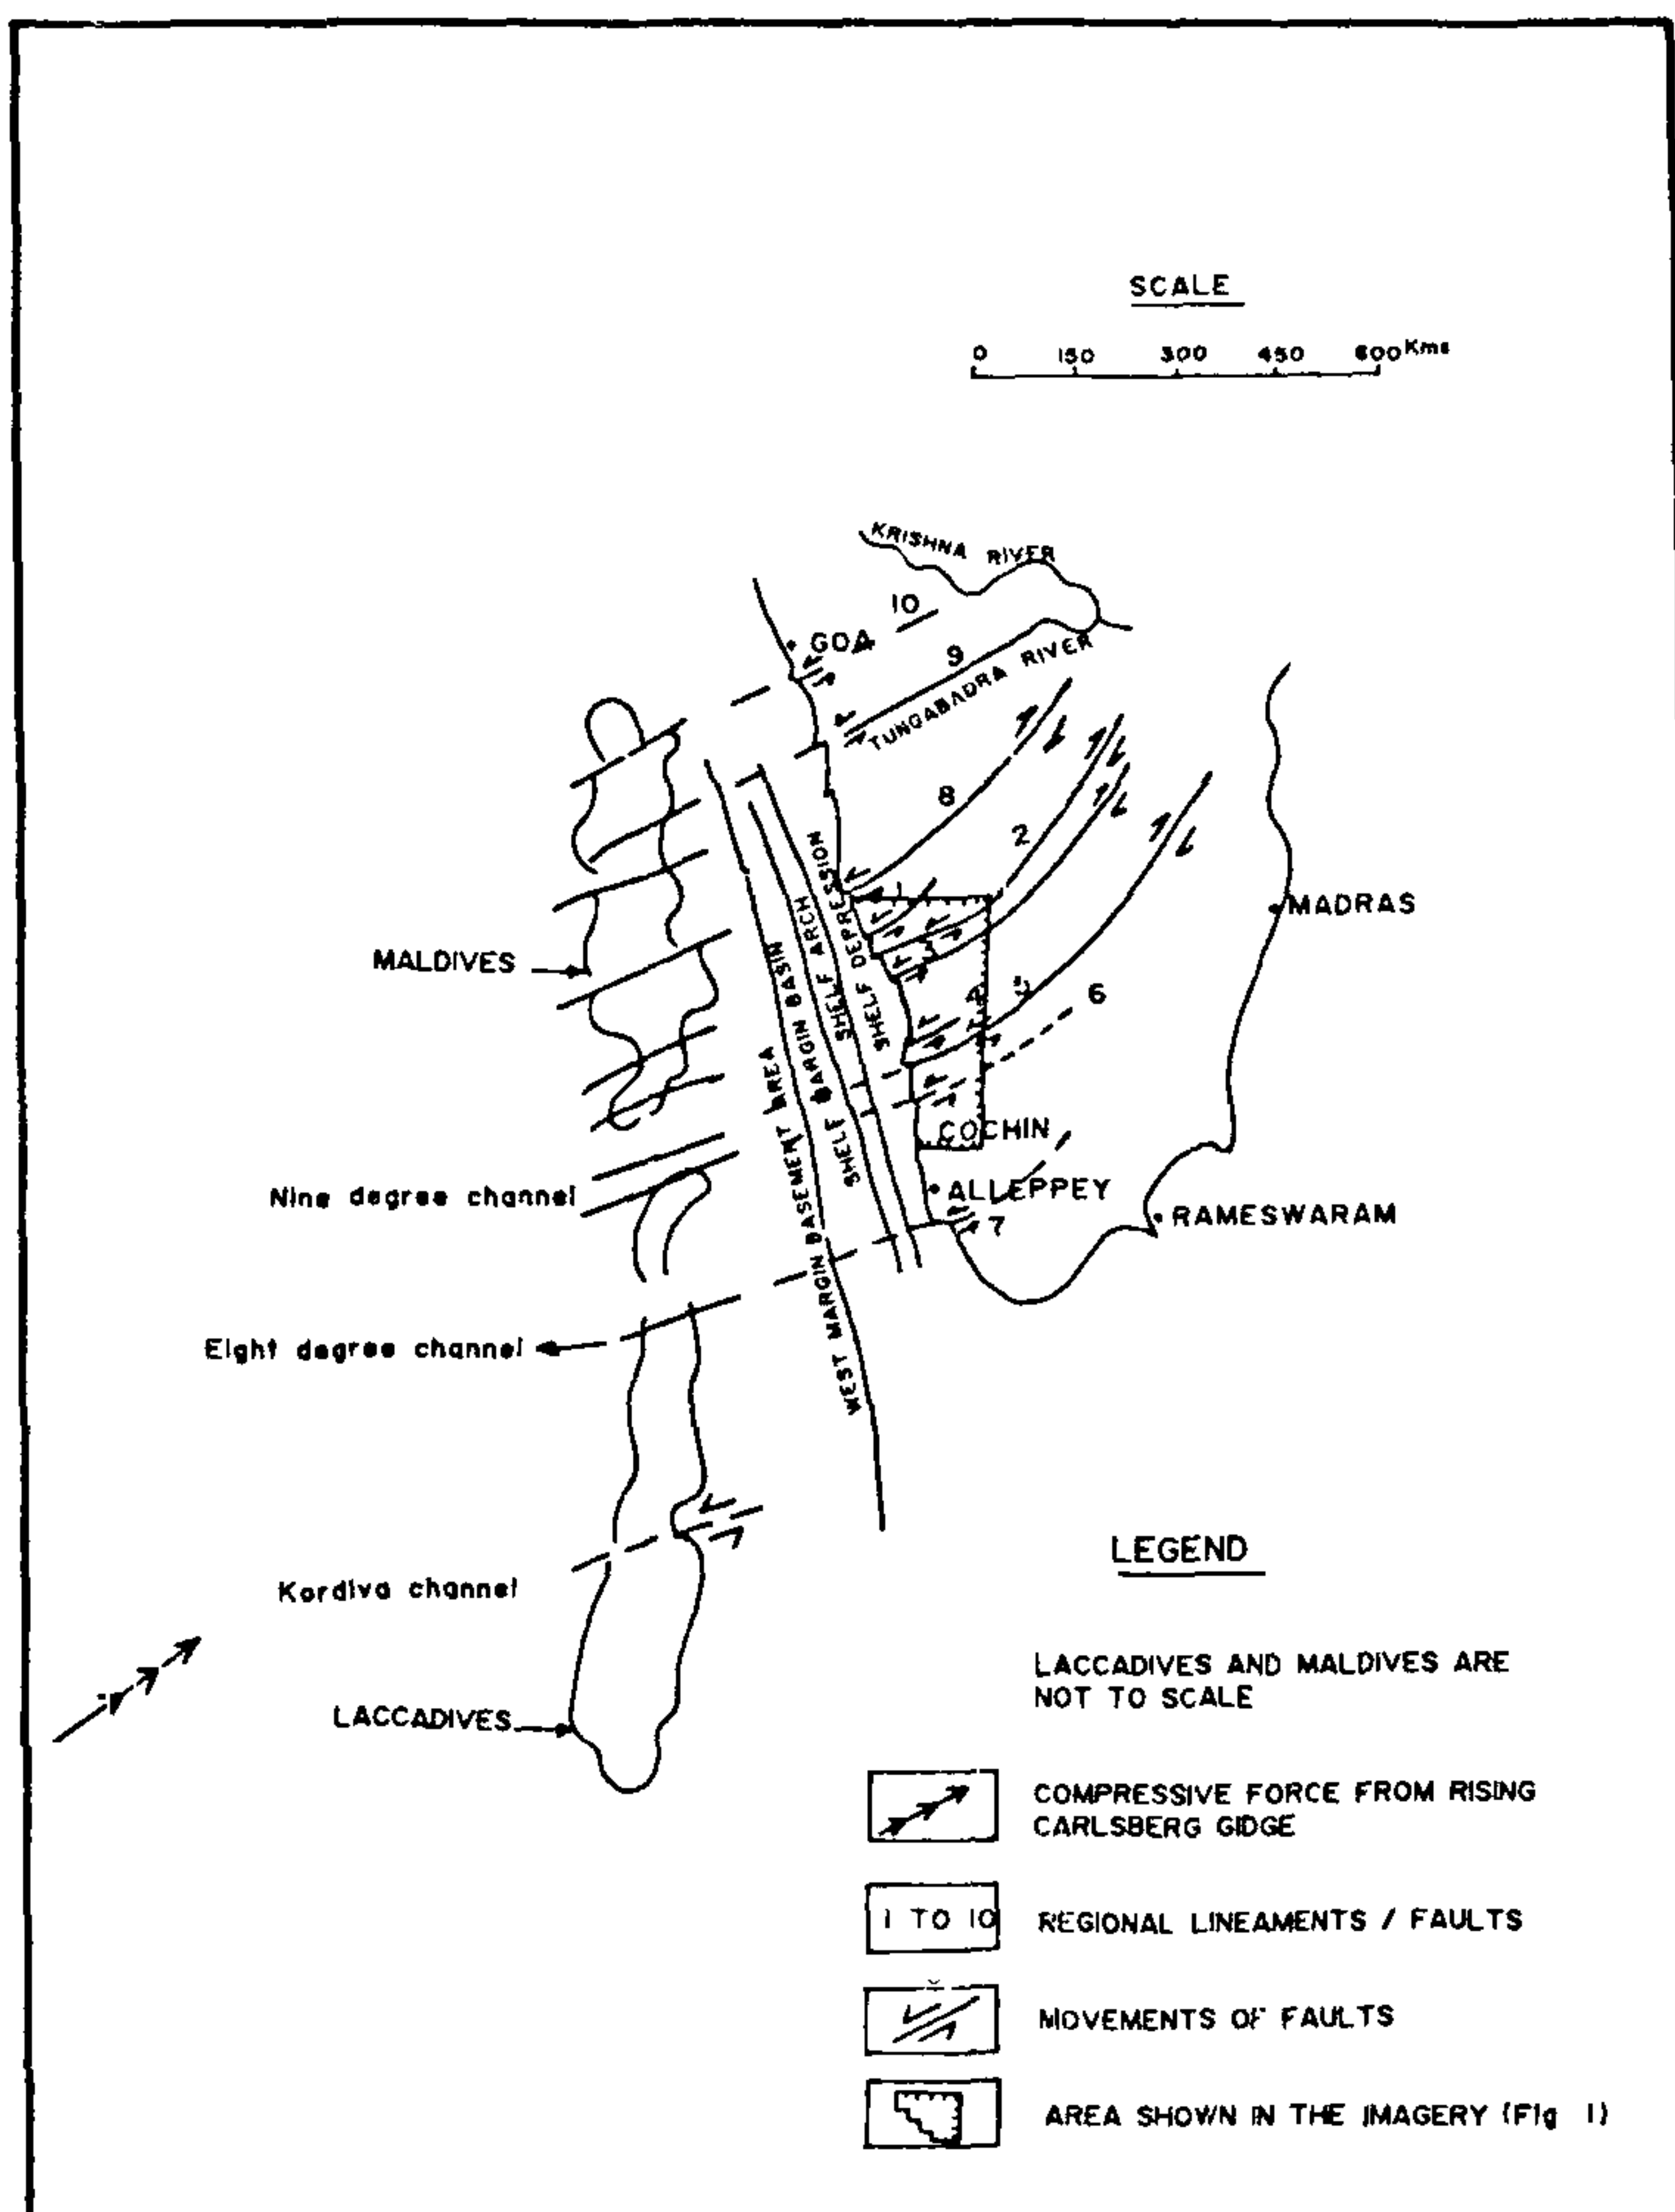 SCALE
0 150 300 450 600 Kms
KRISHNA RIVER
10
GOA
9
TUNGABADRA RIVER
8
2
1
SHELF DEPRESSION
SHELF ARCH
SHELF MARGIN BASIN
WEST MARGIN BASEMENT AREA
MADRAS
MALDIVES
4
5
6
COCHIN
Nine degree channel
ALLEPPEY
7
RAMESWARAM
Eight degree channel
Kordiva channel
LACCADIVES
LEGEND
LACCADIVES AND MALDIVES ARE
NOT TO SCALE
COMPRESSIVE FORCE FROM RISING
CARLSBERG GIDGE
1 TO 10
REGIONAL LINEAMENTS / FAULTS
MOVEMENTS OF FAULTS
AREA SHOWN IN THE IMAGERY (Fig 1)